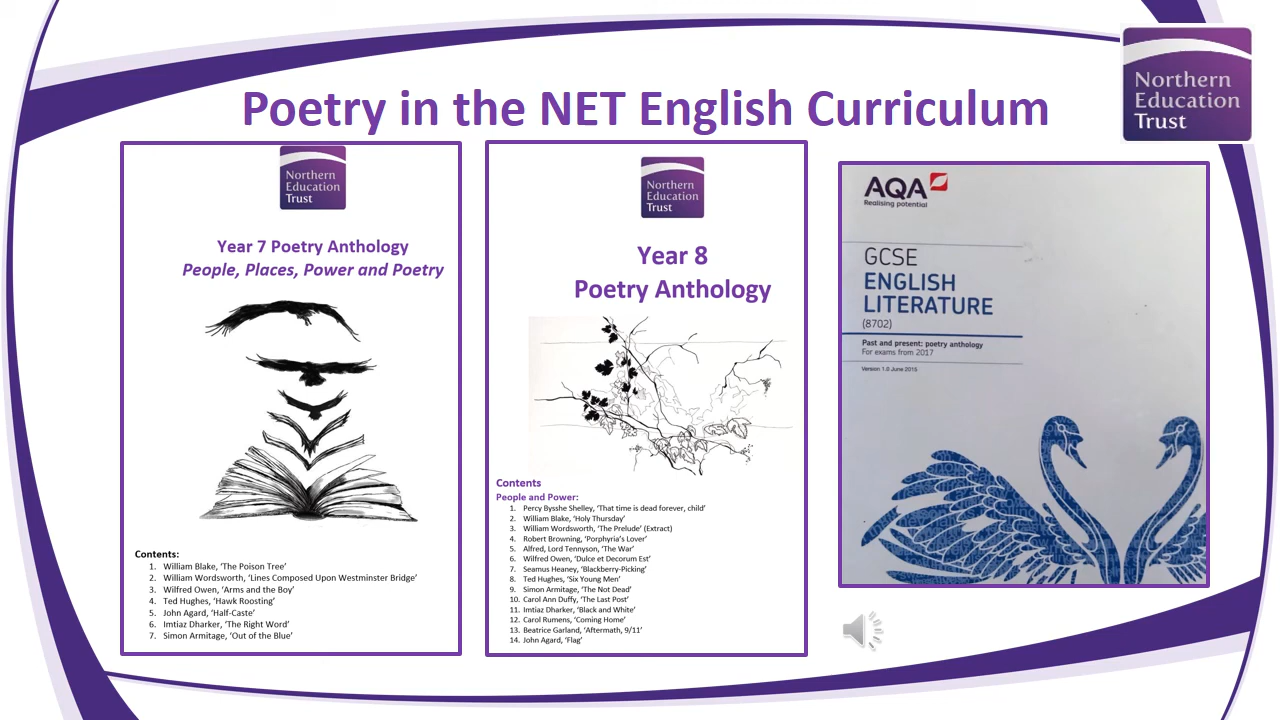 Poetry in the NET English Curriculum
Northern
Education
Trust
Northern
Education
Trust
Year 7 Poetry Anthology
People, Places, Power and Poetry
Contents:
1. William Blake, ‘The Poison Tree’
2. William Wordsworth, ‘Lines Composed Upon Westminster Bridge’
3. Wilfred Owen, ‘Arms and the Boy’
4. Ted Hughes, ‘Hawk Roosting’
5. John Agard, ‘Half-Caste’
6. Imtiaz Dharker, ‘The Right Word’
7. Simon Armitage, ‘Out of the Blue’
Northern
Education
Trust
Year 8
Poetry Anthology
Contents
People and Power:
1. Percy Bysshe Shelley, ‘That time is dead forever, child’
2. William Blake, ‘Holy Thursday’
3. William Wordsworth, ‘The Prelude’ (Extract)
4. Robert Browning, ‘Porphyria’s Lover’
5. Alfred, Lord Tennyson, ‘The War’
6. Wilfred Owen, ‘Dulce et Decorum Est’
7. Seamus Heaney, ‘Blackberry-Picking’
8. Ted Hughes, ‘Six Young Men’
9. Simon Armitage, ‘The Not Dead’
10. Carol Ann Duffy, ‘The Last Post’
11. Imtiaz Dharker, ‘Black and White’
12. Carol Rumens, ‘Coming Home’
13. Beatrice Garland, ‘Aftermath, 9/11’
14. John Agard, ‘Flag’
AQA
Realising potential
GCSE
ENGLISH
LITERATURE
(8702)
Past and present: poetry anthology
For exams from 2017
Version 1.0 June 2015